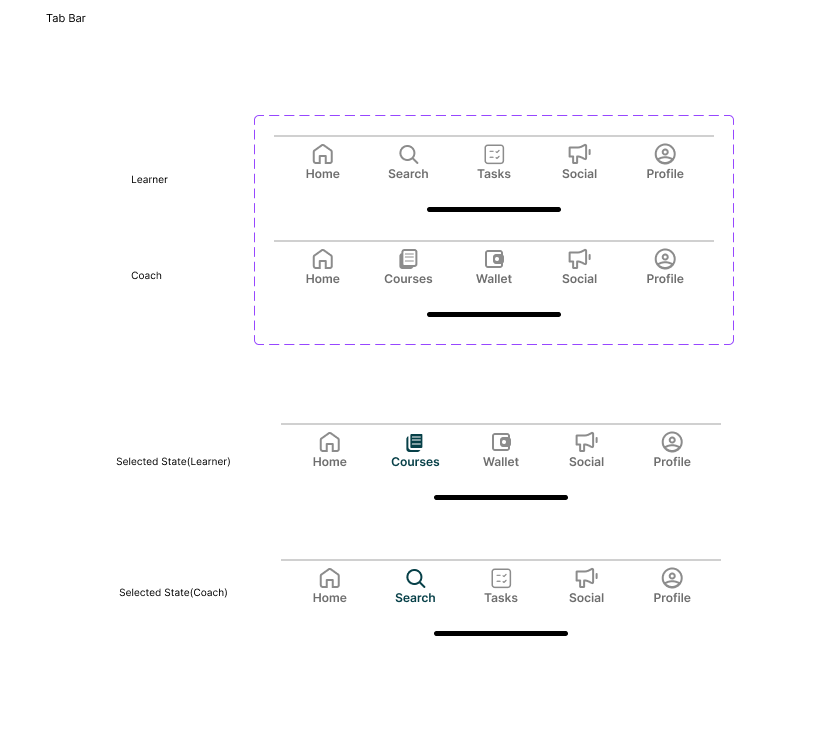 Tab Bar
Learner
Home Search Tasks Social Profile
Coach
Home Courses Wallet Social Profile
Selected State(Learner)
Home Courses Wallet Social Profile
Selected State(Coach)
Home Search Tasks Social Profile